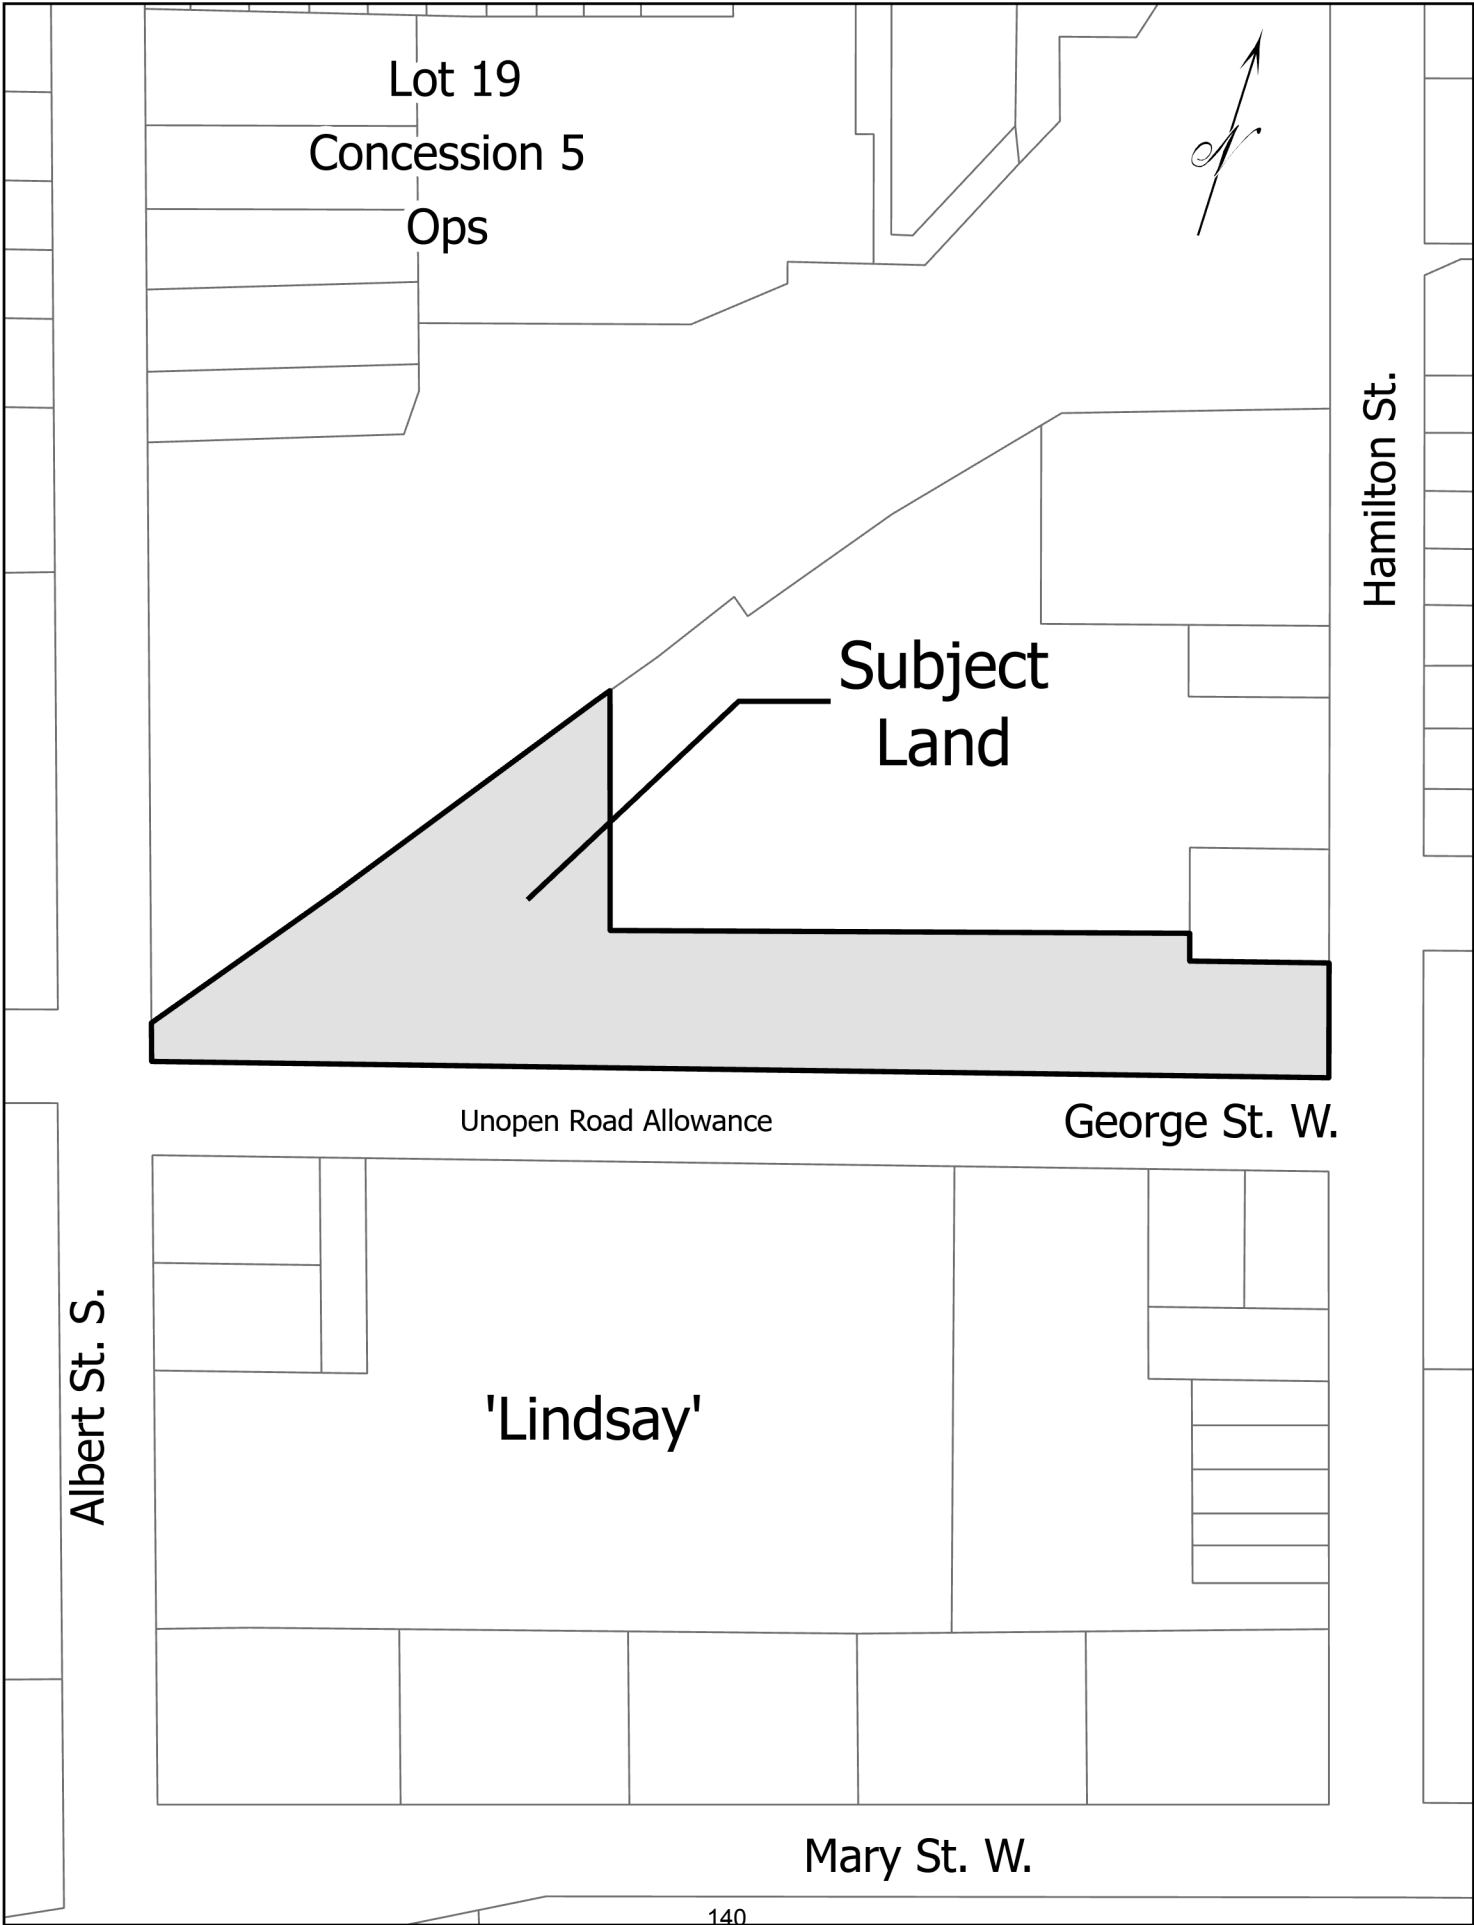 Lot 19
Concession 5
Ops
N
Hamilton St.
Subject
Land
Unopen Road Allowance
George St. W.
Albert St. S.
'Lindsay'
Mary St. W.
140